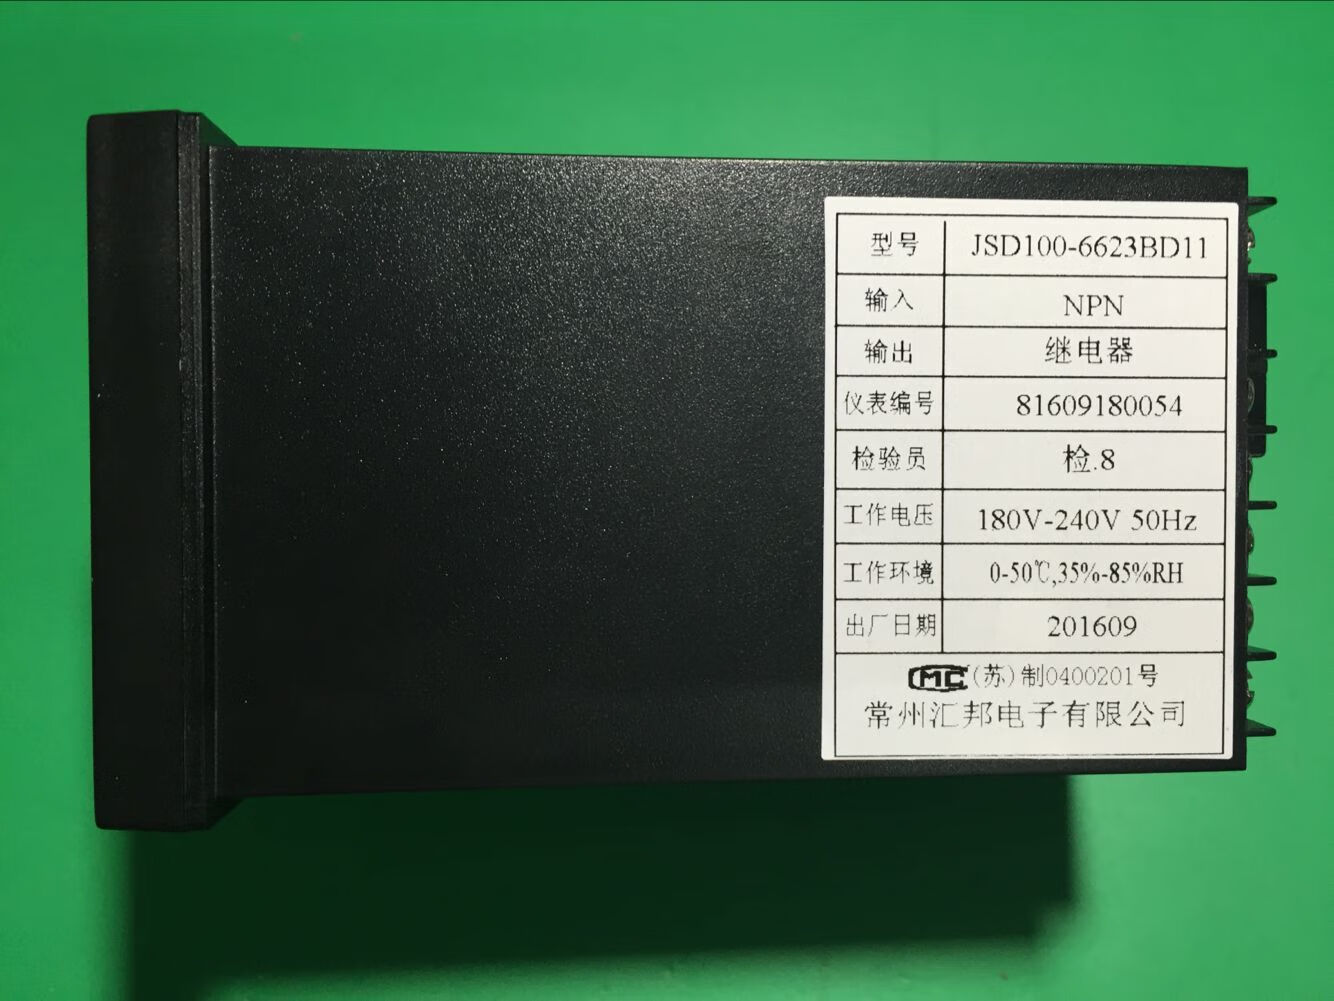 型号 JSD100-6623BD11
输入 NPN
输出 继电器
仪表编号 81609180054
检验员 检.8
工作电压 180V-240V 50Hz
工作环境 0-50℃,35%-85%RH
出厂日期 201609
CMC(苏)制0400201号
常州汇邦电子有限公司